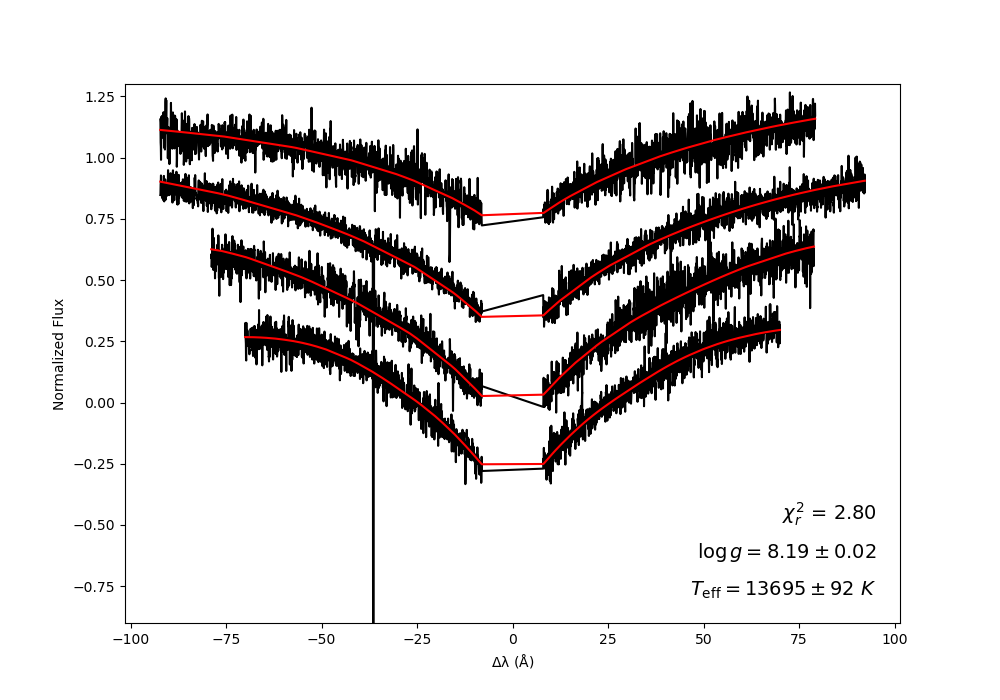 1.25
1.00
0.75
0.50
0.25
0.00
−0.25
−0.50
−0.75
Normalized Flux
χ²ᵣ = 2.80
log g = 8.19 ± 0.02
T_eff = 13695 ± 92 K
−100 −75 −50 −25 0 25 50 75 100
Δλ (Å)